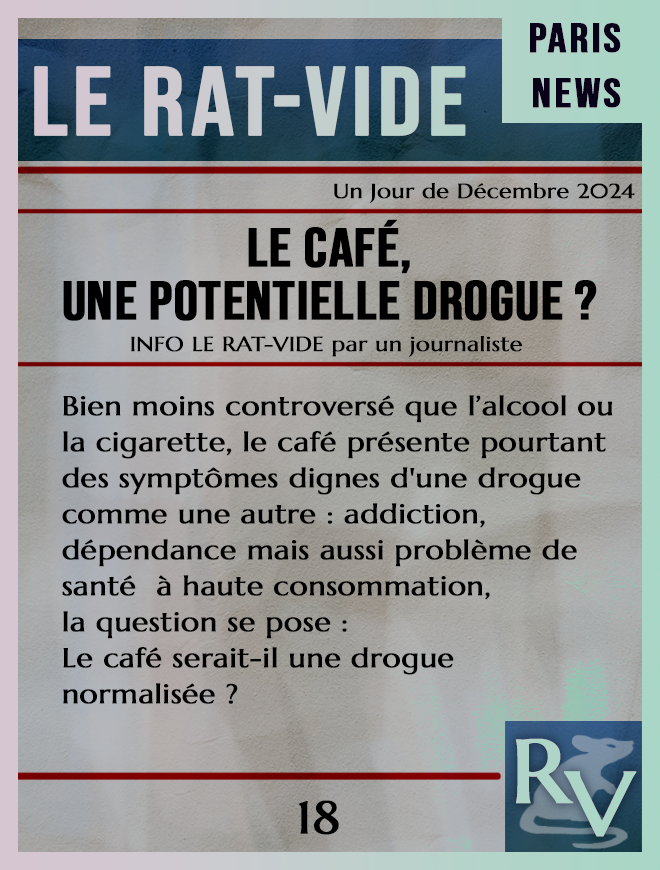 PARIS
NEWS
LE RAT-VIDE
Un Jour de Décembre 2024
LE CAFÉ,
UNE POTENTIELLE DROGUE ?
INFO LE RAT-VIDE par un journaliste
Bien moins controversé que l’alcool ou
la cigarette, le café présente pourtant
des symptômes dignes d'une drogue
comme une autre : addiction,
dépendance mais aussi problème de
santé  à haute consommation,
la question se pose :
Le café serait-il une drogue
normalisée ?
18
RV